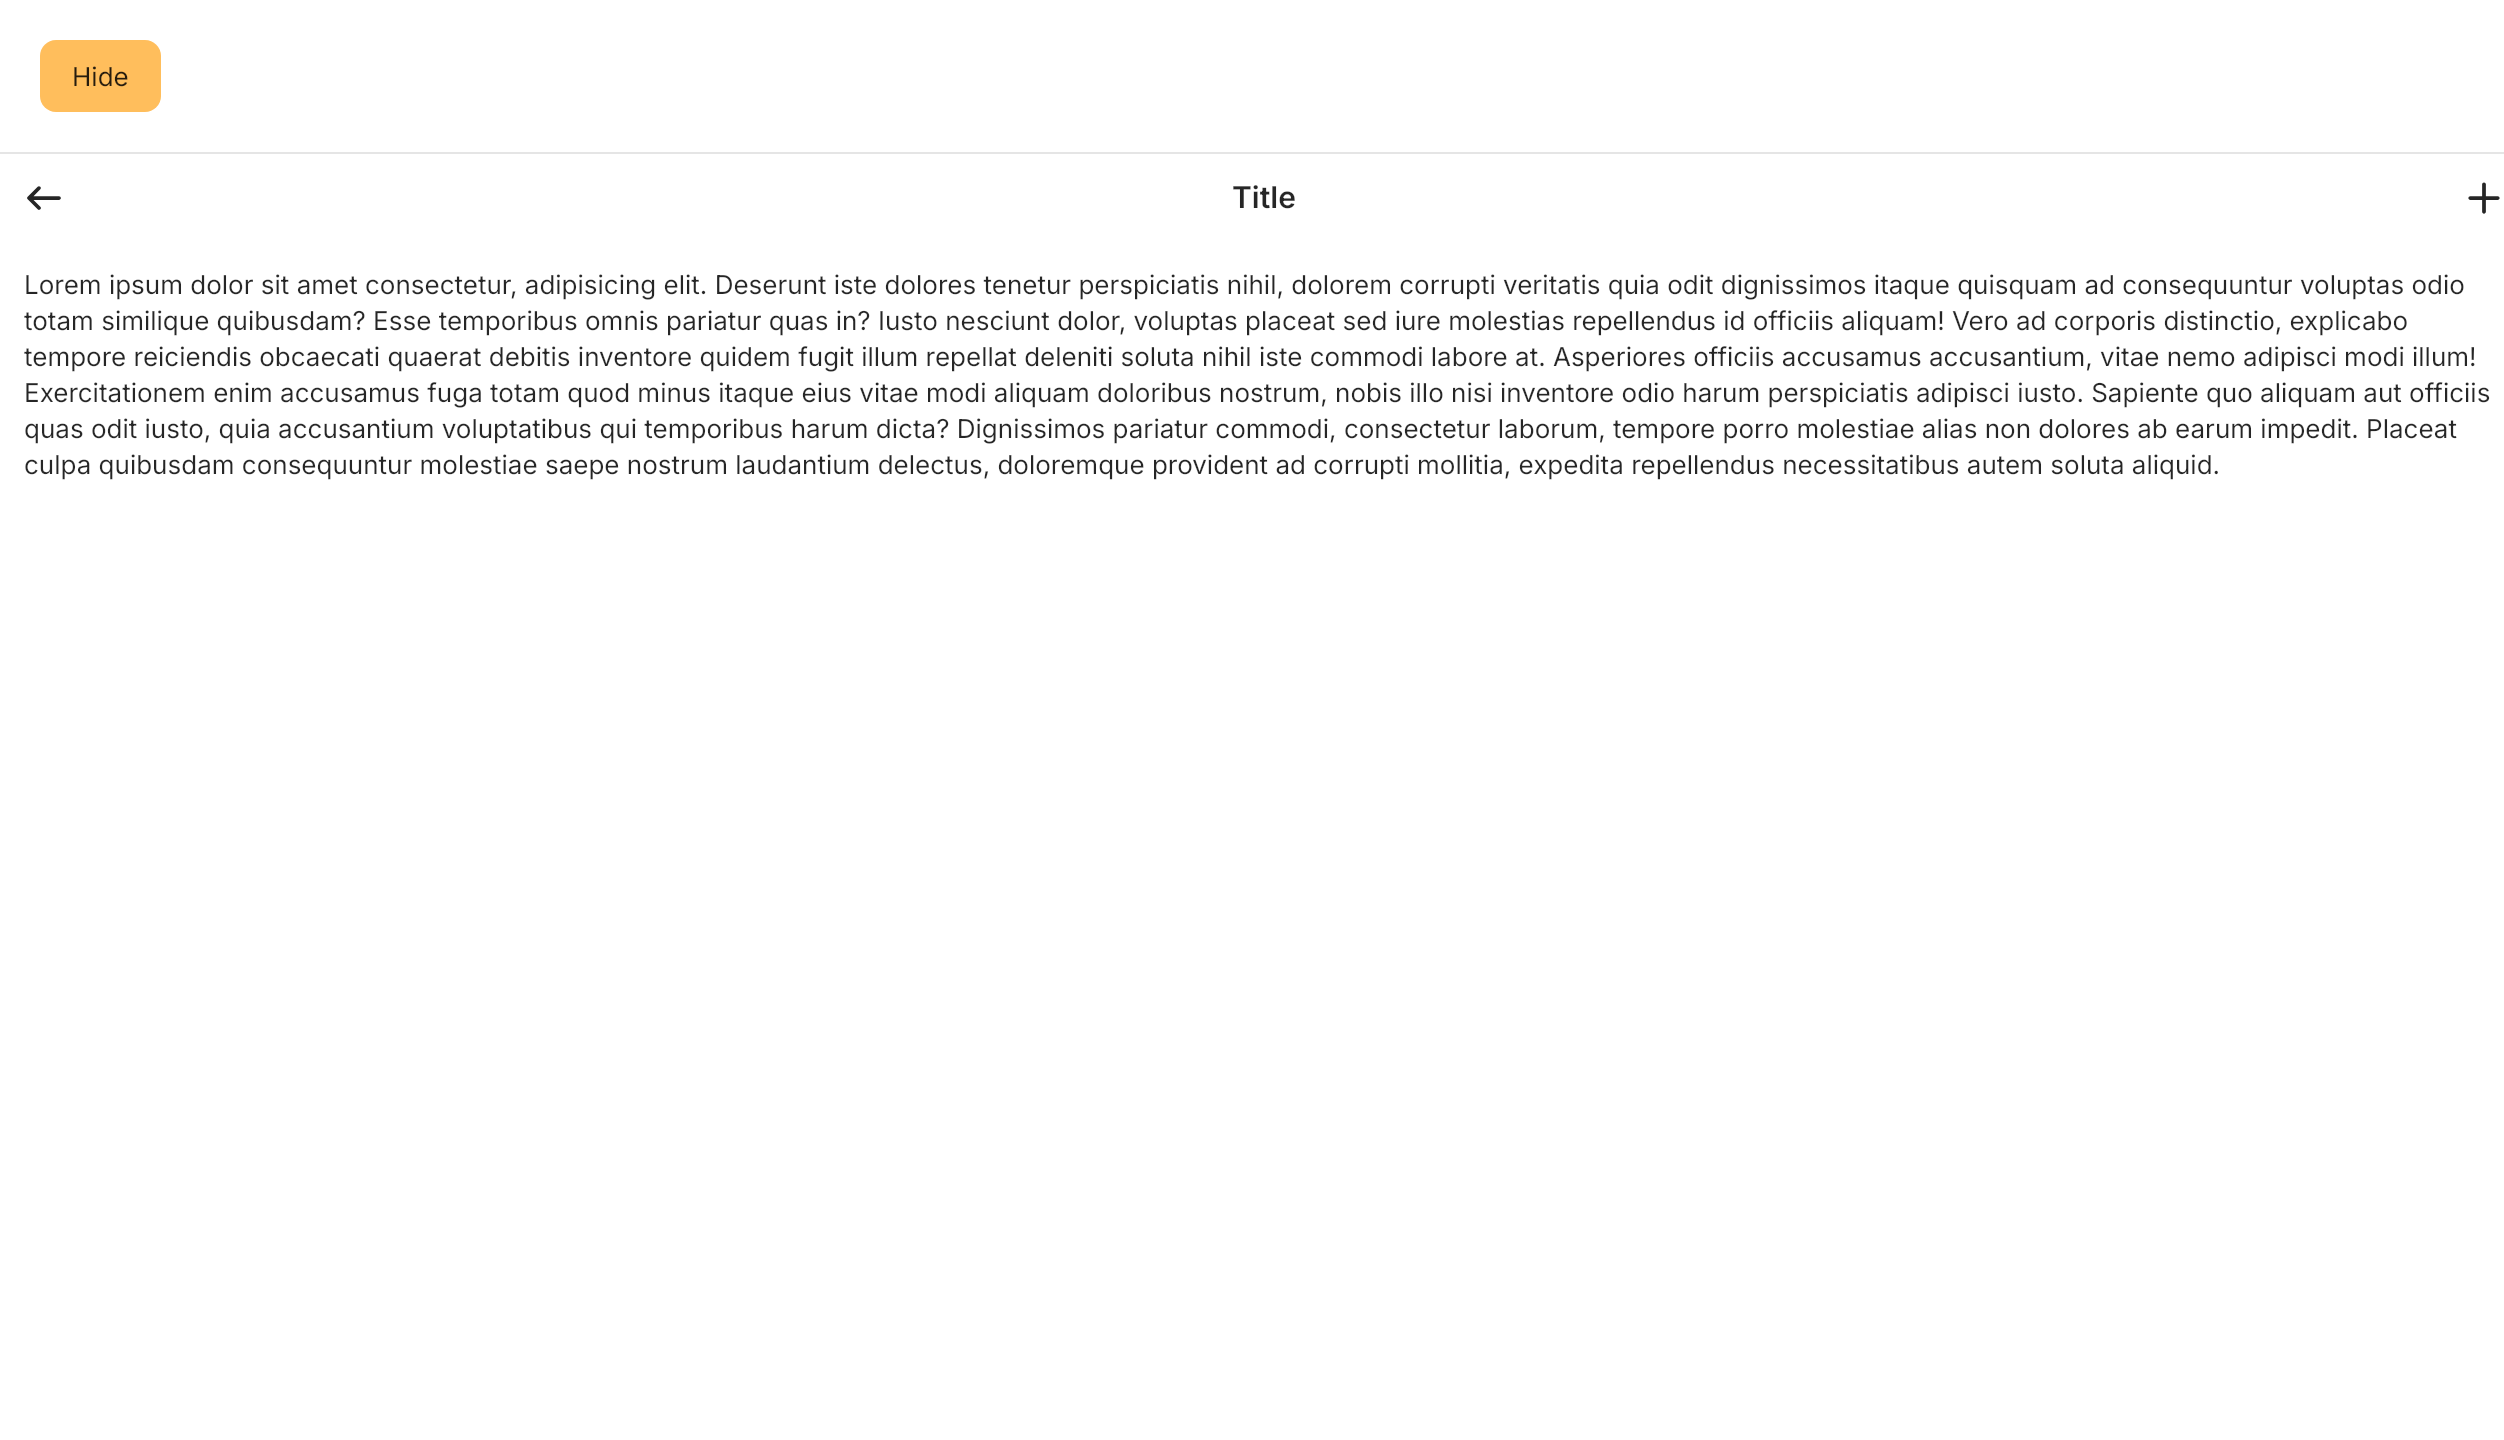 Hide
Title
Lorem ipsum dolor sit amet consectetur, adipisicing elit. Deserunt iste dolores tenetur perspiciatis nihil, dolorem corrupti veritatis quia odit dignissimos itaque quisquam ad consequuntur voluptas odio
totam similique quibusdam? Esse temporibus omnis pariatur quas in? Iusto nesciunt dolor, voluptas placeat sed iure molestias repellendus id officiis aliquam! Vero ad corporis distinctio, explicabo
tempore reiciendis obcaecati quaerat debitis inventore quidem fugit illum repellat deleniti soluta nihil iste commodi labore at. Asperiores officiis accusamus accusantium, vitae nemo adipisci modi illum!
Exercitationem enim accusamus fuga totam quod minus itaque eius vitae modi aliquam doloribus nostrum, nobis illo nisi inventore odio harum perspiciatis adipisci iusto. Sapiente quo aliquam aut officiis
quas odit iusto, quia accusantium voluptatibus qui temporibus harum dicta? Dignissimos pariatur commodi, consectetur laborum, tempore porro molestiae alias non dolores ab earum impedit. Placeat
culpa quibusdam consequuntur molestiae saepe nostrum laudantium delectus, doloremque provident ad corrupti mollitia, expedita repellendus necessitatibus autem soluta aliquid.